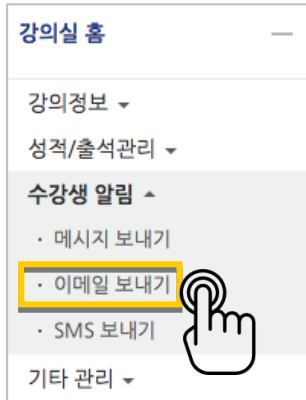 강의실 홈
강의정보
성적/출석관리
수강생 알림
· 메시지 보내기
· 이메일 보내기
· SMS 보내기
기타 관리